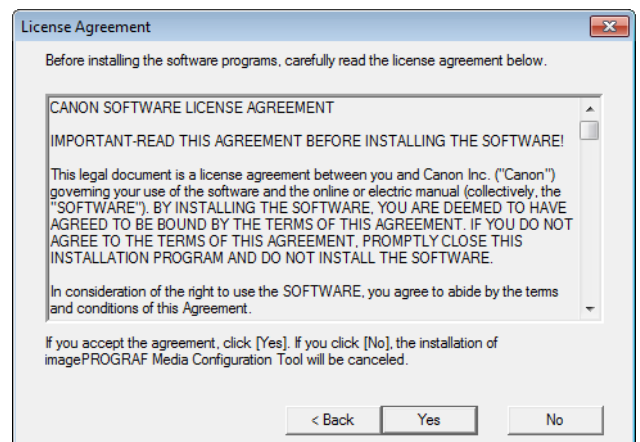 License Agreement
Before installing the software programs, carefully read the license agreement below.
CANON SOFTWARE LICENSE AGREEMENT
IMPORTANT-READ THIS AGREEMENT BEFORE INSTALLING THE SOFTWARE!
This legal document is a license agreement between you and Canon Inc. ("Canon")
governing your use of the software and the online or electric manual (collectively, the
"SOFTWARE"). BY INSTALLING THE SOFTWARE, YOU ARE DEEMED TO HAVE
AGREED TO BE BOUND BY THE TERMS OF THIS AGREEMENT. IF YOU DO NOT
AGREE TO THE TERMS OF THIS AGREEMENT, PROMPTLY CLOSE THIS
INSTALLATION PROGRAM AND DO NOT INSTALL THE SOFTWARE.
In consideration of the right to use the SOFTWARE, you agree to abide by the terms
and conditions of this Agreement.
If you accept the agreement, click [Yes]. If you click [No], the installation of
imagePROGRAF Media Configuration Tool will be canceled.
< Back Yes No